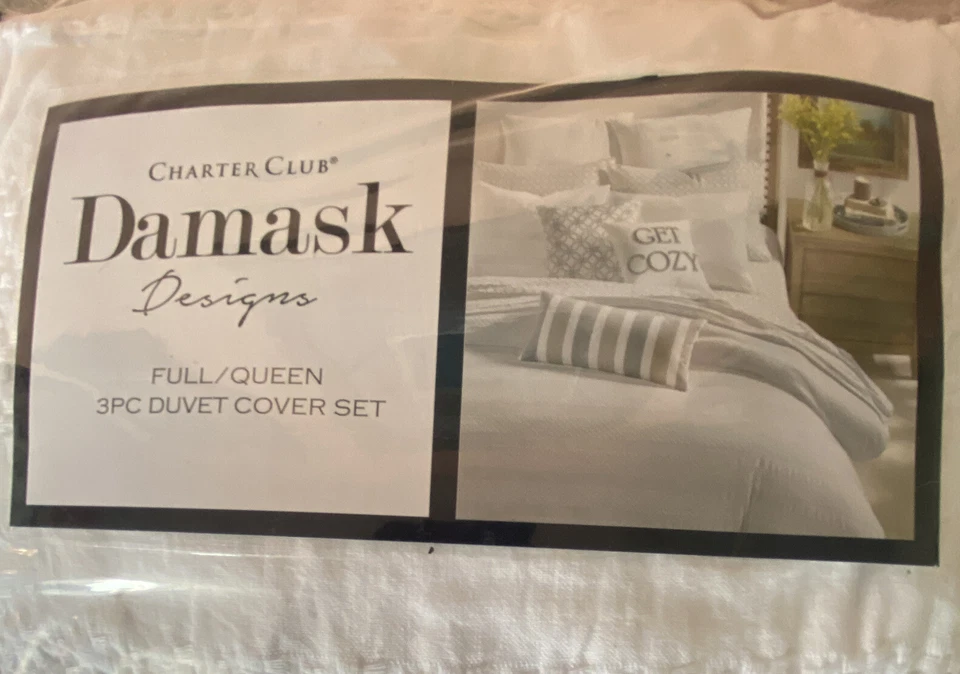 CHARTER CLUB®
Damask
Designs
FULL/QUEEN
3PC DUVET COVER SET
GET
COZY